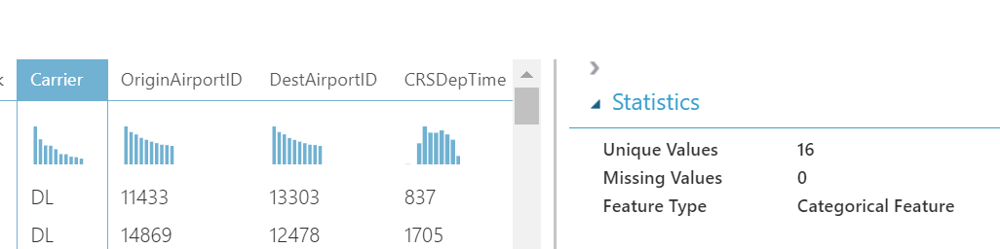 Carrier OriginAirportID DestAirportID CRSDepTime
DL 11433 13303 837
DL 14869 12478 1705
Statistics
Unique Values 16
Missing Values 0
Feature Type Categorical Feature